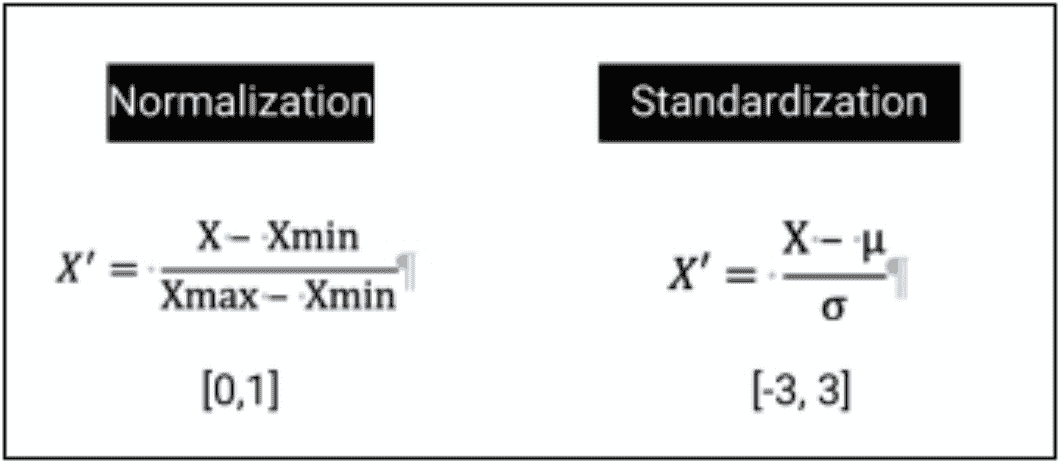 Normalization
X′ = (X – Xmin) / (Xmax – Xmin) ¶
[0,1]
Standardization
X′ = (X – μ) / σ ¶
[-3, 3]